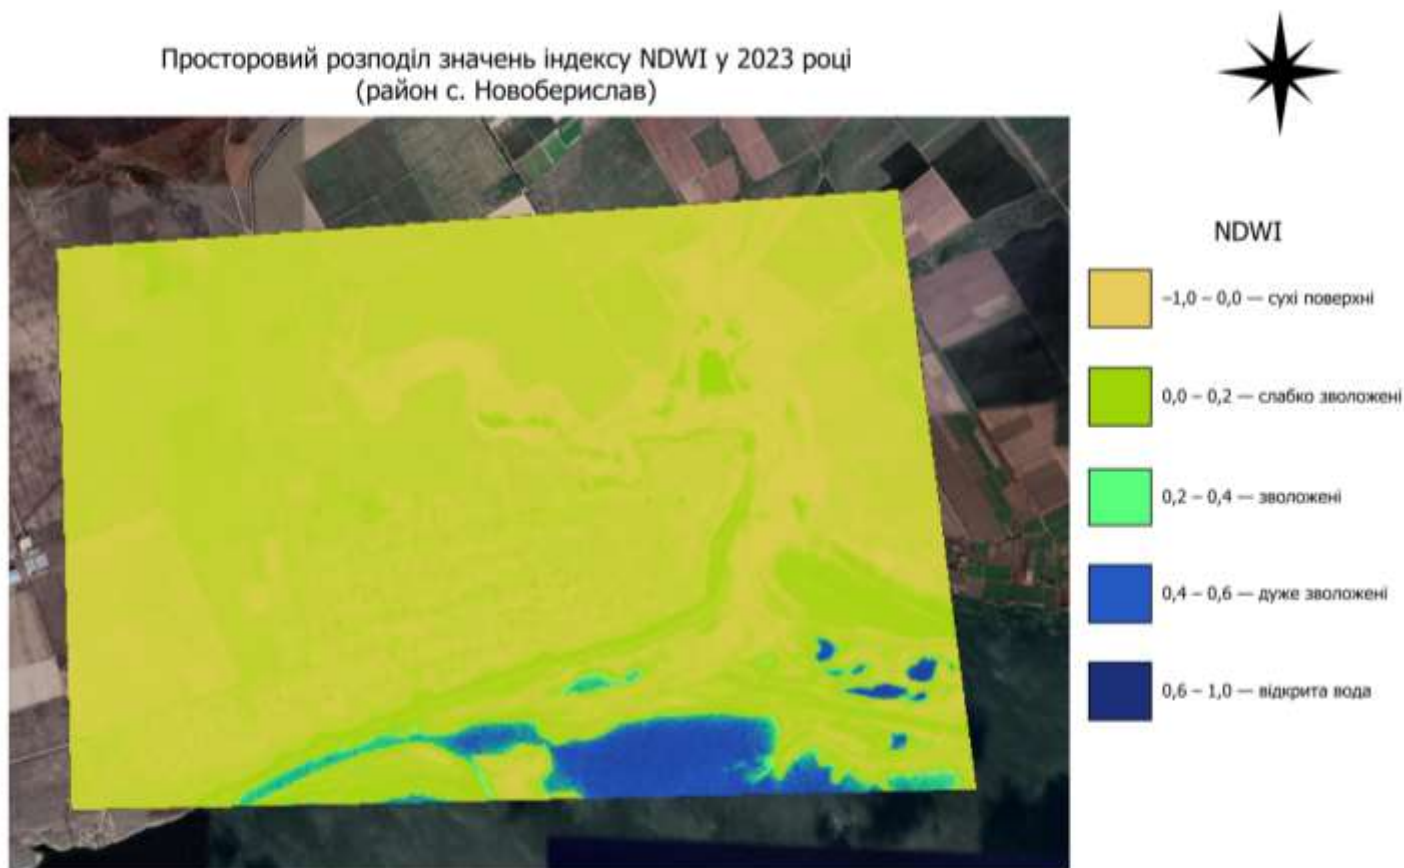 Просторовий розподіл значень індексу NDWI у 2023 році
(район с. Новоберислав)
NDWI
–1,0 – 0,0 — сухі поверхні
0,0 – 0,2 — слабко зволожені
0,2 – 0,4 — зволожені
0,4 – 0,6 — дуже зволожені
0,6 – 1,0 — відкрита вода